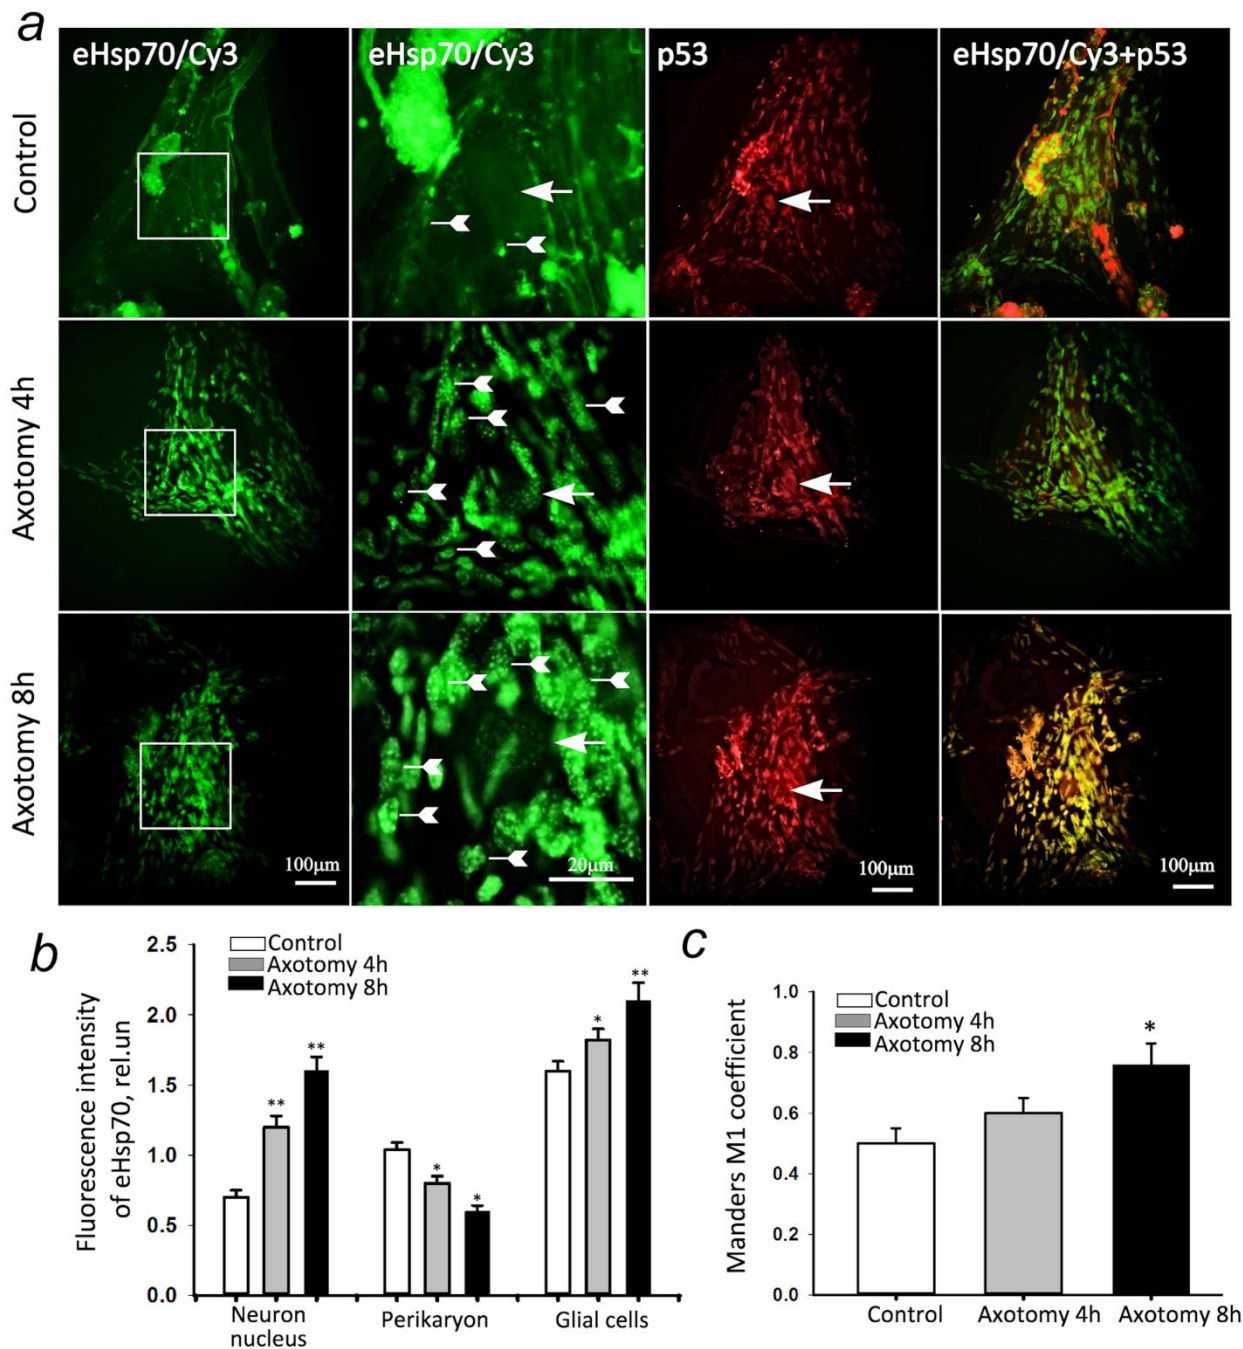 a
eHsp70/Cy3
eHsp70/Cy3
p53
eHsp70/Cy3+p53
Control
Axotomy 4h
Axotomy 8h
100μm
20μm
100μm
100μm
b
Fluorescence intensity
of eHsp70, rel.un
2.5
2.0
1.5
1.0
0.5
0.0
Control
Axotomy 4h
Axotomy 8h
**
**
*
*
*
**
Neuron
nucleus
Perikaryon
Glial cells
c
Manders M1 coefficient
1.0
0.8
0.6
0.4
0.2
0.0
Control
Axotomy 4h
Axotomy 8h
*
Control
Axotomy 4h
Axotomy 8h